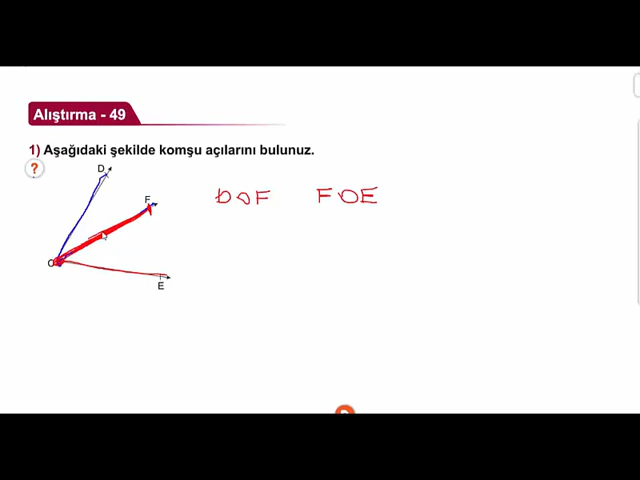 Alıştırma - 49
1) Aşağıdaki şekilde komşu açılarını bulunuz.
?
D
F
O
E
DOF FOE